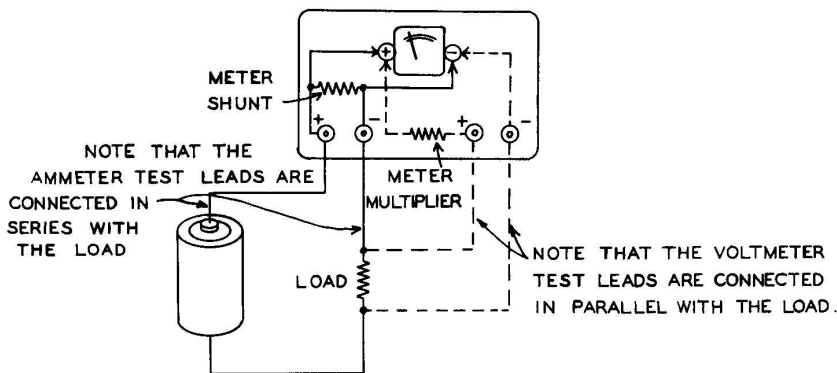 +
-
METER
SHUNT
+
-
+
-
NOTE THAT THE
AMMETER TEST LEADS ARE
CONNECTED IN
SERIES WITH
THE LOAD
METER
MULTIPLIER
LOAD
NOTE THAT THE VOLTMETER
TEST LEADS ARE CONNECTED
IN PARALLEL WITH THE LOAD.